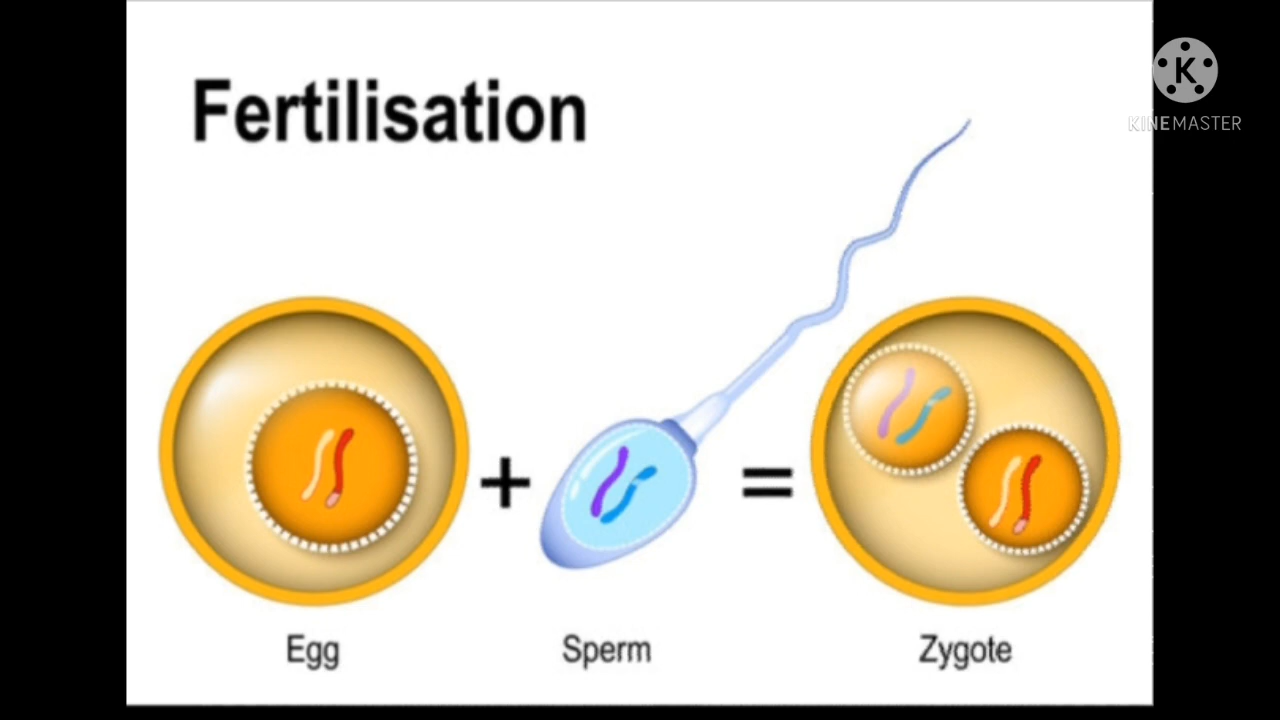 Fertilisation
K
KINEMASTER
+
=
Egg
Sperm
Zygote